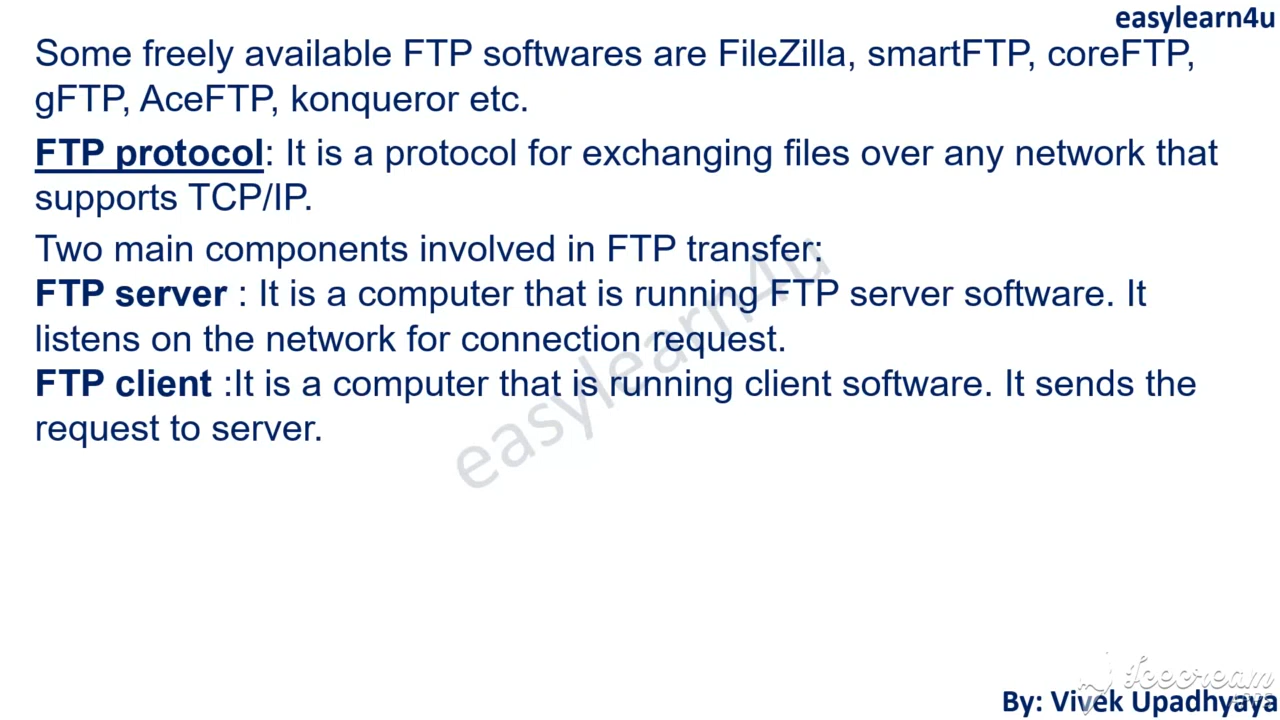 easylearn4u
Some freely available FTP softwares are FileZilla, smartFTP, coreFTP,
gFTP, AceFTP, konqueror etc.
FTP protocol: It is a protocol for exchanging files over any network that
supports TCP/IP.
Two main components involved in FTP transfer:
FTP server : It is a computer that is running FTP server software. It
listens on the network for connection request.
FTP client :It is a computer that is running client software. It sends the
request to server.
easylearn4u
Icecream
APPS
By: Vivek Upadhyaya